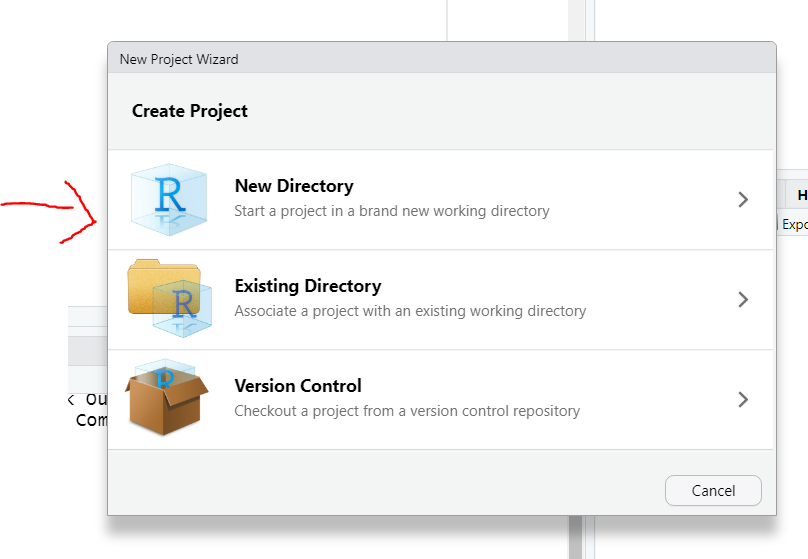 New Project Wizard
Create Project
R
New Directory
Start a project in a brand new working directory
R
Existing Directory
Associate a project with an existing working directory
R
Version Control
Checkout a project from a version control repository
Cancel
H
Expo
< Ou
Com